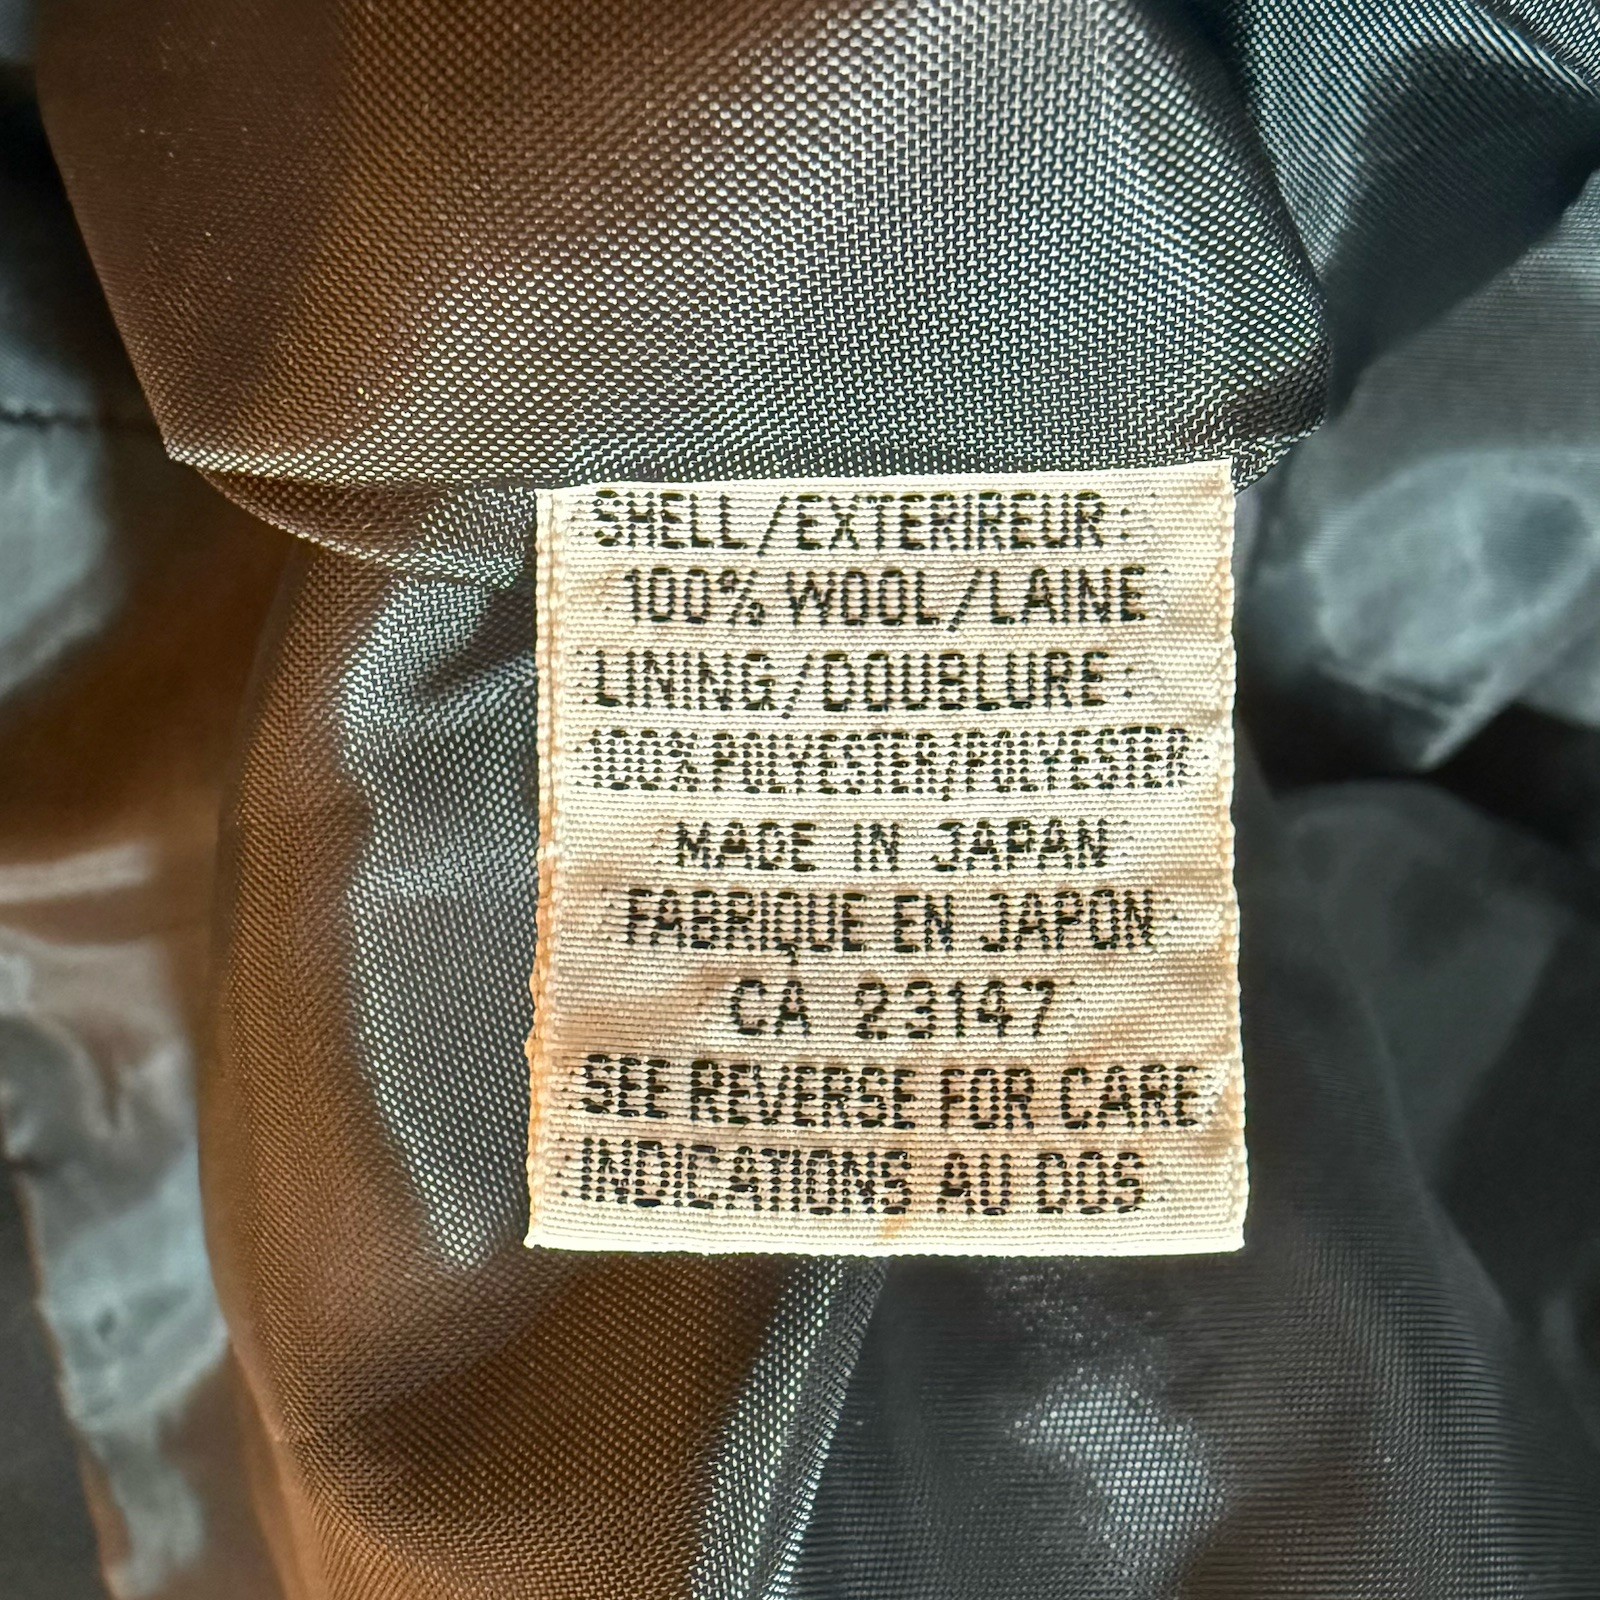 SHELL/EXTERIREUR:
100% WOOL/LAINE
LINING/DOUBLURE:
100% POLYESTER/POLYESTER
MADE IN JAPAN
FABRIQUE EN JAPON
CA 23147
SEE REVERSE FOR CARE
INDICATIONS AU DOS